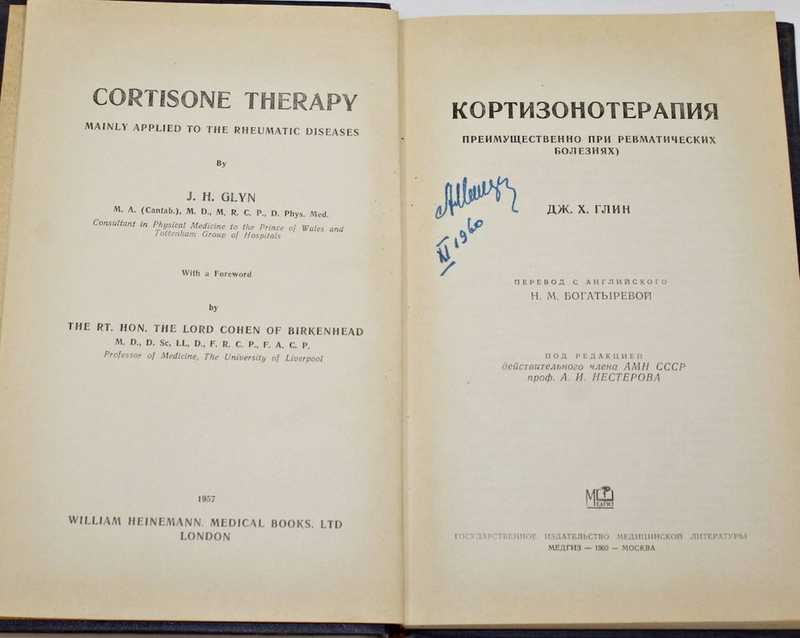 CORTISONE THERAPY
MAINLY APPLIED TO THE RHEUMATIC DISEASES
By
J. H. GLYN
M. A. (Cantab.), M. D., M. R. C. P., D. Phys. Med.
Consultant in Physical Medicine to the Prince of Wales and
Tottenham Group of Hospitals
With a Foreword
by
THE RT. HON. THE LORD COHEN OF BIRKENHEAD
M. D., D. Sc. LL, D., F. R. C. P., F. A. C. P.
Professor of Medicine, The University of Liverpool
1957
WILLIAM HEINEMANN. MEDICAL BOOKS. LTD
LONDON
КОРТИЗОНОТЕРАПИЯ
ПРЕИМУЩЕСТВЕННО ПРИ РЕВМАТИЧЕСКИХ
БОЛЕЗНЯХ)
XI 1960
ДЖ. Х. ГЛИН
ПЕРЕВОД С АНГЛИЙСКОГО
Н. М. БОГАТЫРЕВОЙ
ПОД РЕДАКЦИЕЙ
действительного члена АМН СССР
проф. А. И. НЕСТЕРОВА
МЕДГИЗ
ГОСУДАРСТВЕННОЕ ИЗДАТЕЛЬСТВО МЕДИЦИНСКОЙ ЛИТЕРАТУРЫ
МЕДГИЗ — 1960 — МОСКВА